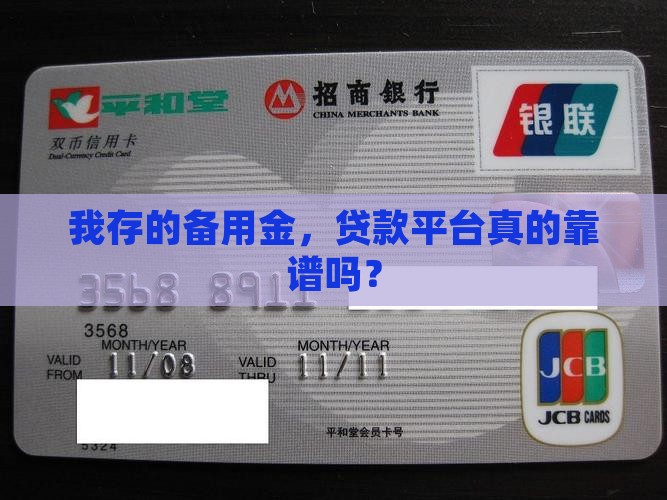 平和堂
双币信用卡
Dual-Currency Credit Card
招商銀行
CHINA MERCHANTS BANK
银联
我存的备用金，贷款平台真的靠
谱吗？
3568 8911
3568
MONTH/YEAR MONTH/YEAR
VALID FROM 11/08 VALID THRU 11/11
JCB
JCB CARDS
平和堂会员卡号
5324